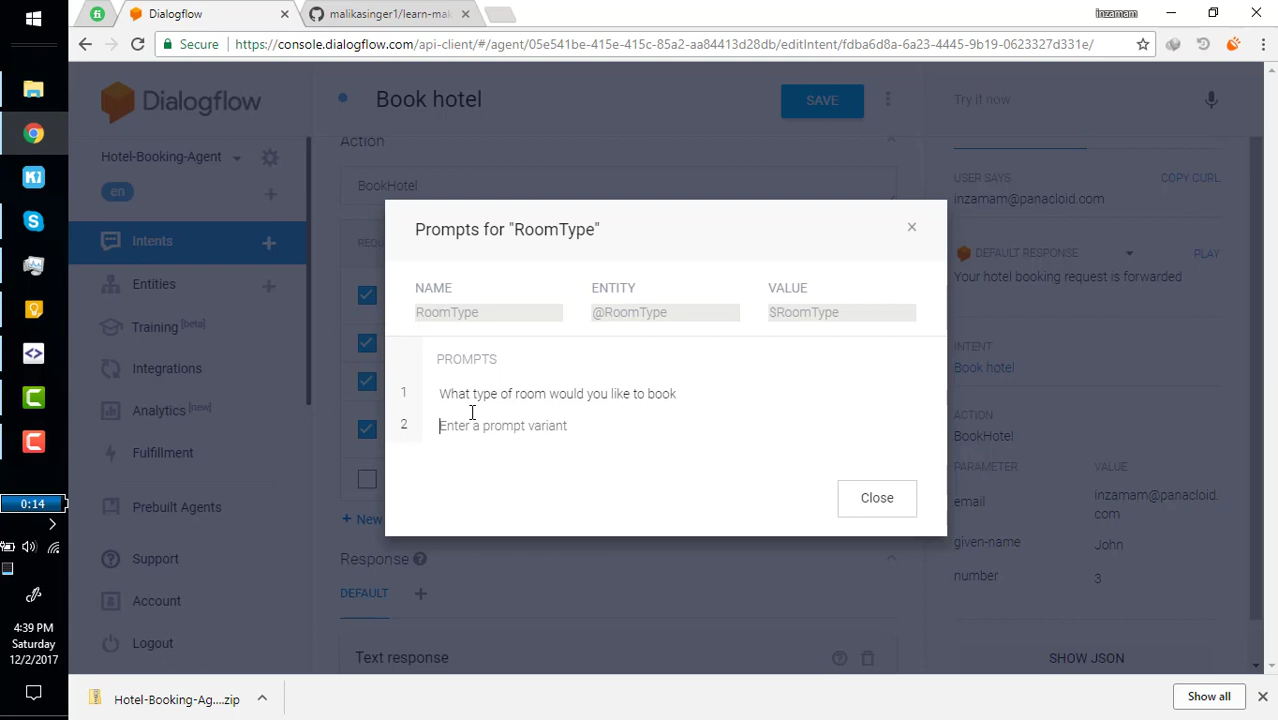 Dialogflow
malikasinger1/learn-mak
inzamam
Secure
https://console.dialogflow.com/api-client/#/agent/05e541be-415e-415c-85a2-aa84413d28db/editIntent/fdba6d8a-6a23-4445-9b19-0623327d331e/
Dialogflow
Book hotel
SAVE
Try it now
Hotel-Booking-Agent
en
Intents
Entities
Training [beta]
Integrations
Analytics [new]
Fulfillment
Prebuilt Agents
Support
Account
Logout
Action
BookHotel
REQU
+ New
Response
DEFAULT
Text response
Prompts for "RoomType"
NAME
ENTITY
VALUE
RoomType
@RoomType
$RoomType
PROMPTS
1 What type of room would you like to book
2 Enter a prompt variant
Close
USER SAYS
COPY CURL
inzamam@panacloid.com
DEFAULT RESPONSE
PLAY
Your hotel booking request is forwarded
INTENT
Book hotel
ACTION
BookHotel
PARAMETER
VALUE
email
inzamam@panacloid.
com
given-name
John
number
3
SHOW JSON
0:14
4:39 PM
Saturday
12/2/2017
Hotel-Booking-Ag....zip
Show all